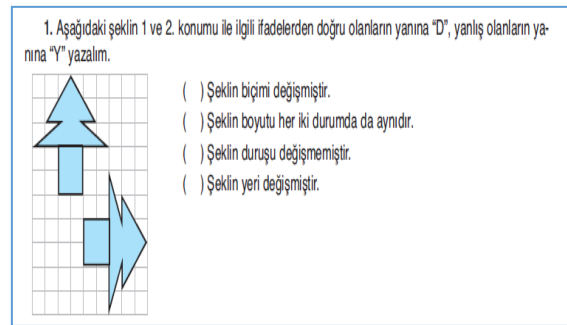 1. Aşağıdaki şeklin 1 ve 2. konumu ile ilgili ifadelerden doğru olanların yanına “D”, yanlış olanların ya-
nına “Y” yazalım.
( ) Şeklin biçimi değişmiştir.
( ) Şeklin boyutu her iki durumda da aynıdır.
( ) Şeklin duruşu değişmemiştir.
( ) Şeklin yeri değişmiştir.